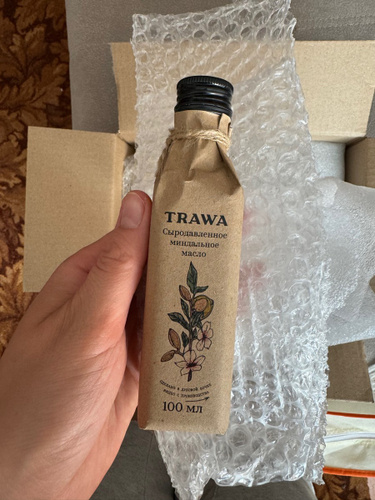 TRAWA
Сыродавленное
миндальное
масло
100 мл